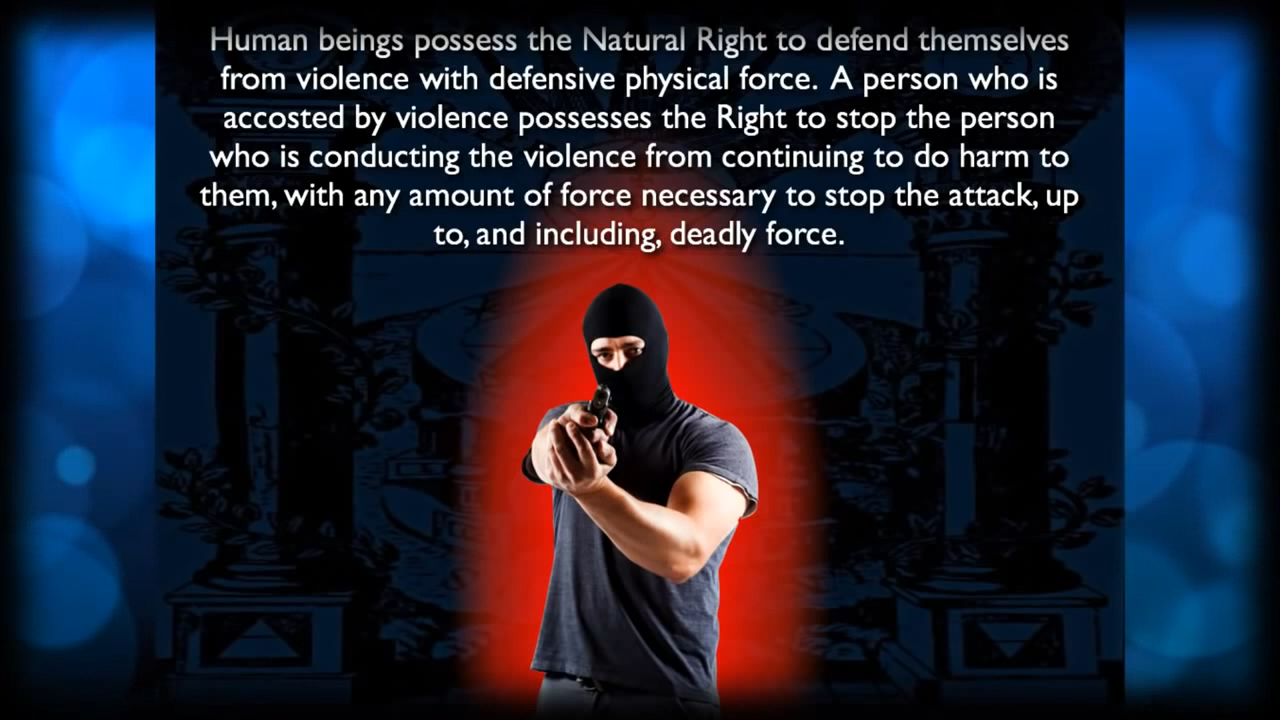 Human beings possess the Natural Right to defend themselves
from violence with defensive physical force. A person who is
accosted by violence possesses the Right to stop the person
who is conducting the violence from continuing to do harm to
them, with any amount of force necessary to stop the attack, up
to, and including, deadly force.